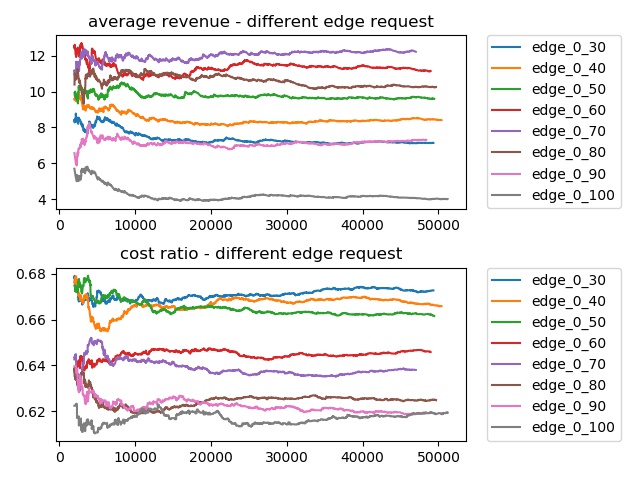 average revenue - different edge request
12
10
8
6
4
0
10000
20000
30000
40000
50000
edge_0_30
edge_0_40
edge_0_50
edge_0_60
edge_0_70
edge_0_80
edge_0_90
edge_0_100
cost ratio - different edge request
0.68
0.66
0.64
0.62
0
10000
20000
30000
40000
50000
edge_0_30
edge_0_40
edge_0_50
edge_0_60
edge_0_70
edge_0_80
edge_0_90
edge_0_100